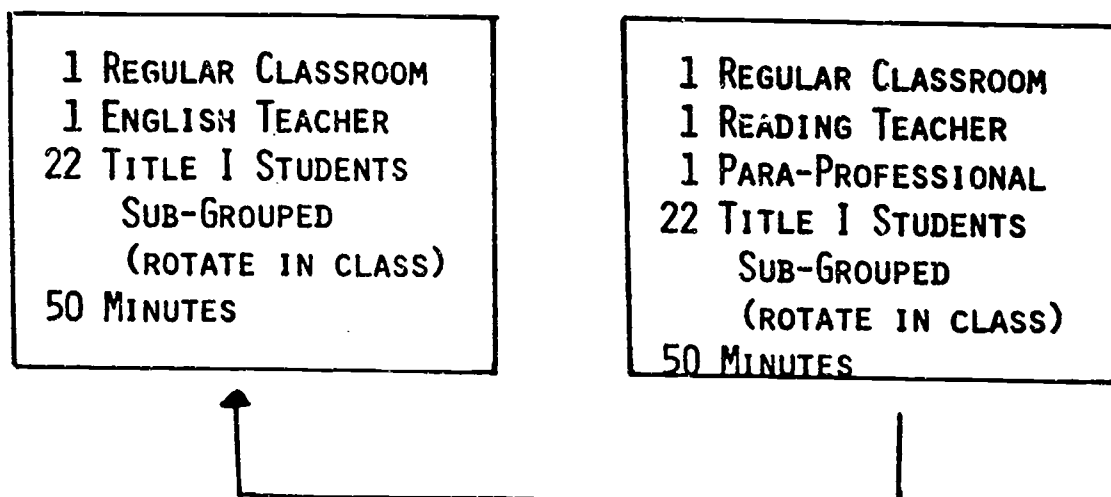 1 REGULAR CLASSROOM
1 ENGLISH TEACHER
22 TITLE I STUDENTS
SUB-GROUPED
(ROTATE IN CLASS)
50 MINUTES
1 REGULAR CLASSROOM
1 READING TEACHER
1 PARA-PROFESSIONAL
22 TITLE I STUDENTS
SUB-GROUPED
(ROTATE IN CLASS)
50 MINUTES